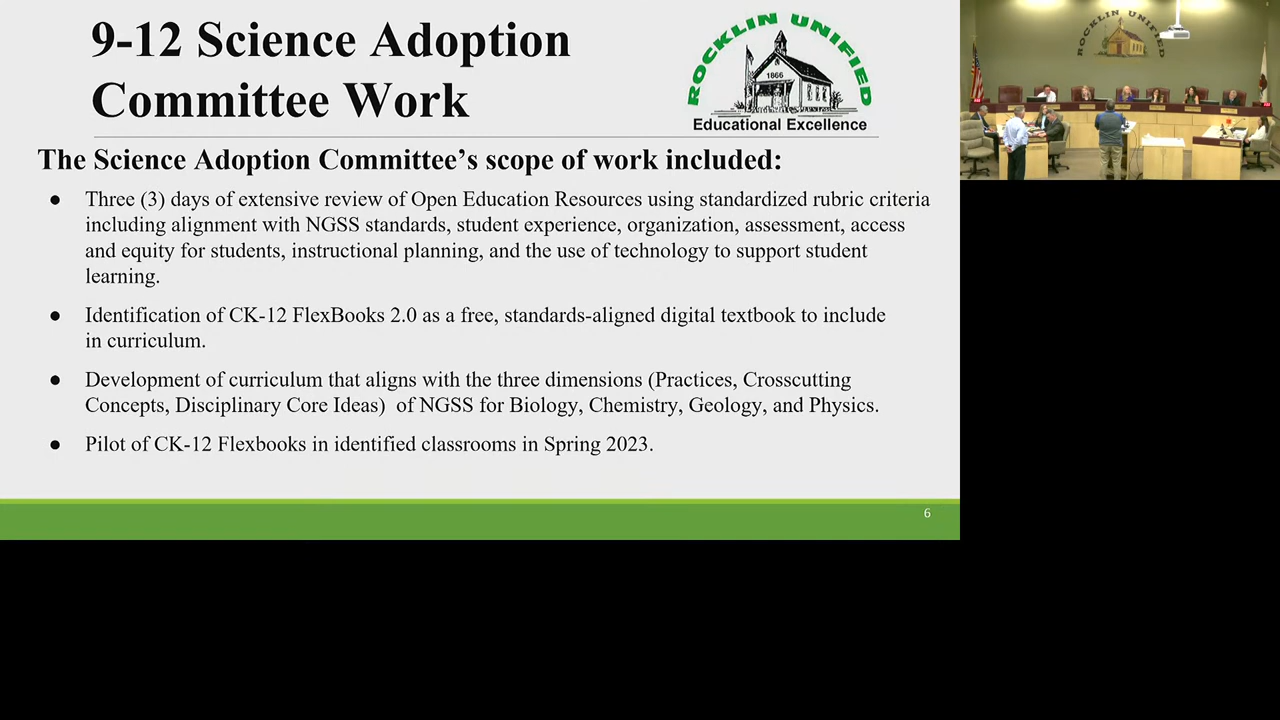 9-12 Science Adoption
Committee Work
ROCKLIN UNIFIED
1866
Educational Excellence
The Science Adoption Committee’s scope of work included:
● Three (3) days of extensive review of Open Education Resources using standardized rubric criteria
including alignment with NGSS standards, student experience, organization, assessment, access
and equity for students, instructional planning, and the use of technology to support student
learning.
● Identification of CK-12 FlexBooks 2.0 as a free, standards-aligned digital textbook to include
in curriculum.
● Development of curriculum that aligns with the three dimensions (Practices, Crosscutting
Concepts, Disciplinary Core Ideas)  of NGSS for Biology, Chemistry, Geology, and Physics.
● Pilot of CK-12 Flexbooks in identified classrooms in Spring 2023.
6
ROCKLIN UNIFIED